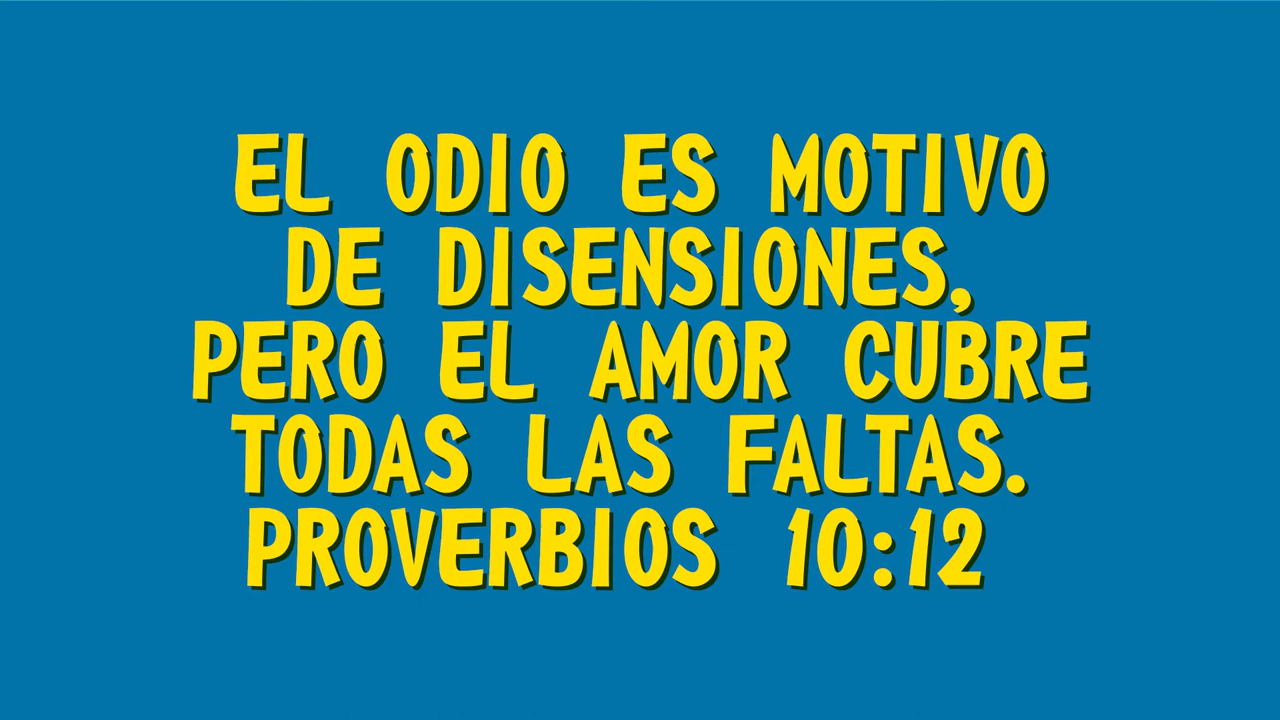 EL ODIO ES MOTIVO
DE DISENSIONES,
PERO EL AMOR CUBRE
TODAS LAS FALTAS.
PROVERBIOS 10:12